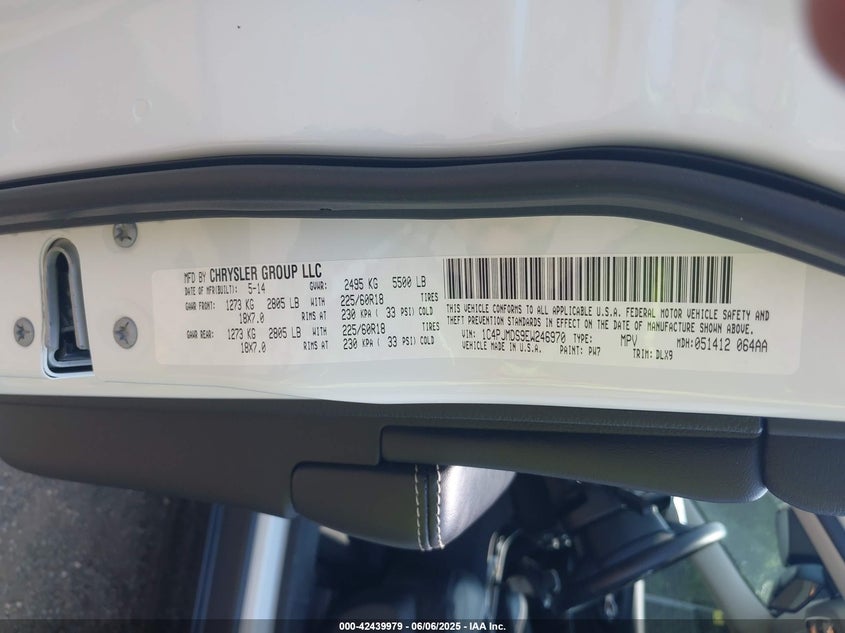 MFD BY CHRYSLER GROUP LLC
DATE OF MFR(BUILT): 5-14 GVWR: 2495 KG 5500 LB
GAWR FRONT: 1273 KG 2805 LB WITH 225/60R18 TIRES
18X7.0 RIMS AT 230 KPA ( 33 PSI) COLD
GAWR REAR: 1273 KG 2805 LB WITH 225/60R18 TIRES
18X7.0 RIMS AT 230 KPA ( 33 PSI) COLD
THIS VEHICLE CONFORMS TO ALL APPLICABLE U.S.A. FEDERAL MOTOR VEHICLE SAFETY AND
THEFT PREVENTION STANDARDS IN EFFECT ON THE DATE OF MANUFACTURE SHOWN ABOVE.
VIN: 1C4PJMDS9EW246970 MPV
VEHICLE MADE IN U.S.A. PAINT: PW7 TRIM: DLX9 MDH:051412 064AA
000-42439979 - 06/06/2025 - IAA Inc.